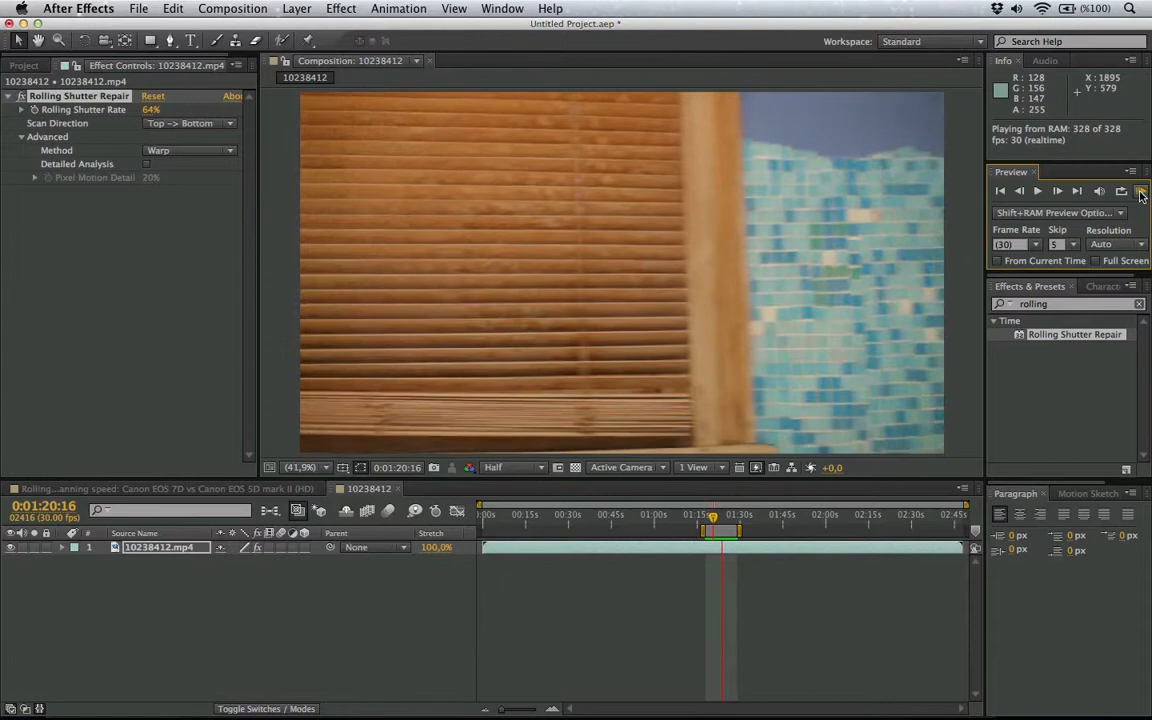 After Effects File Edit Composition Layer Effect Animation View Window Help (%100)
Untitled Project.aep *
Workspace: Standard Search Help
Project Effect Controls: 10238412.mp4
10238412 • 10238412.mp4
fx Rolling Shutter Repair Reset Abou
Rolling Shutter Rate 64%
Scan Direction Top -> Bottom
Advanced
Method Warp
Detailed Analysis
Pixel Motion Detail 20%
Composition: 10238412
10238412
(41,9%) 0:01:20:16 Half Active Camera 1 View +0,0
Info Audio
R: 128 X: 1895
G: 156 Y: 579
B: 147
A: 255
Playing from RAM: 328 of 328
fps: 30 (realtime)
Preview
Shift+RAM Preview Optio...
Frame Rate Skip Resolution
(30) 5 Auto
From Current Time Full Screen
Effects & Presets Charact
rolling
Time
Rolling Shutter Repair
Rolling...anning speed: Canon EOS 7D vs Canon EOS 5D mark II (HD) 10238412
0:01:20:16
02416 (30.00 fps)
# Source Name Parent Stretch
1 10238412.mp4 fx None 100,0%
:00s 00:15s 00:30s 00:45s 01:00s 01:15s 01:30s 01:45s 02:00s 02:15s 02:30s 02:45s
Toggle Switches / Modes
Paragraph Motion Sketch
0 px 0 px 0 px
0 px 0 px